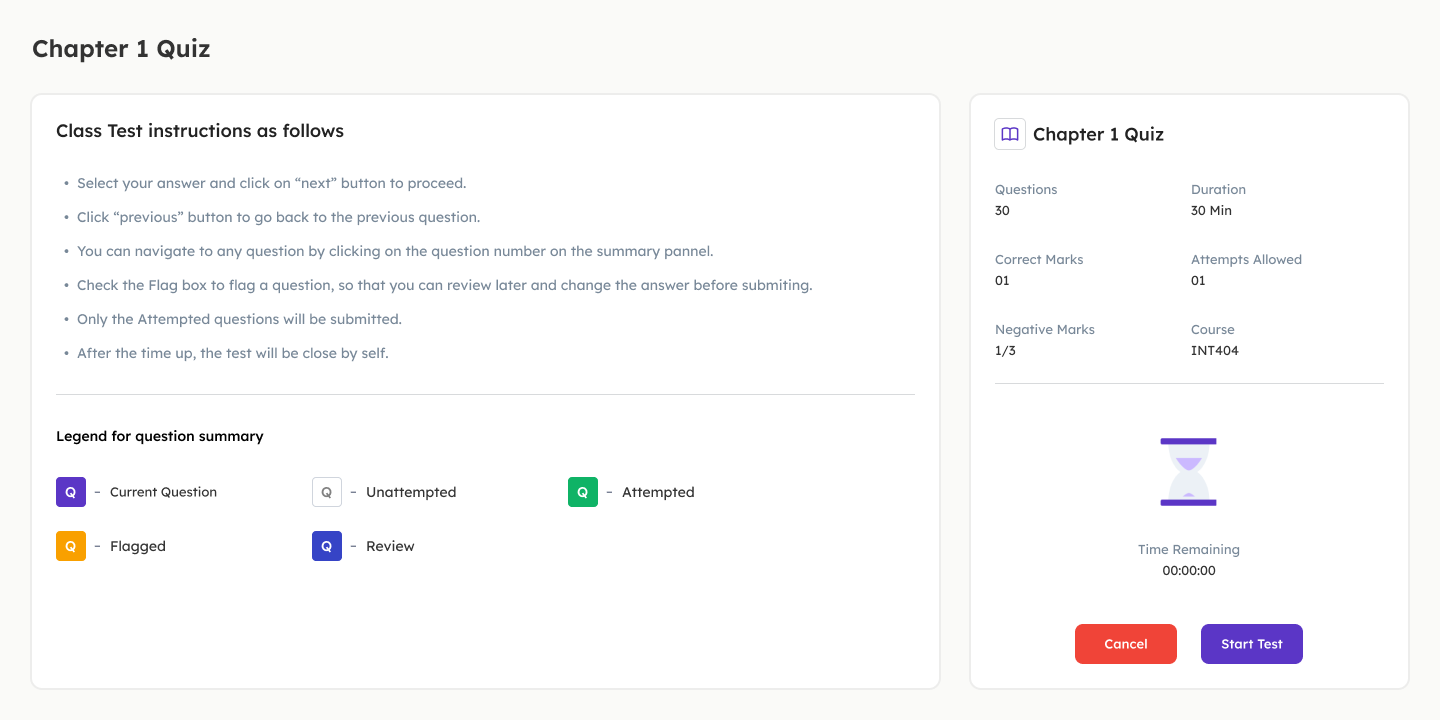 Chapter 1 Quiz
Class Test instructions as follows
• Select your answer and click on “next” button to proceed.
• Click “previous” button to go back to the previous question.
• You can navigate to any question by clicking on the question number on the summary pannel.
• Check the Flag box to flag a question, so that you can review later and change the answer before submiting.
• Only the Attempted questions will be submitted.
• After the time up, the test will be close by self.
Legend for question summary
Q - Current Question
Q - Unattempted
Q - Attempted
Q - Flagged
Q - Review
Chapter 1 Quiz
Questions
30
Duration
30 Min
Correct Marks
01
Attempts Allowed
01
Negative Marks
1/3
Course
INT404
Time Remaining
00:00:00
Cancel
Start Test